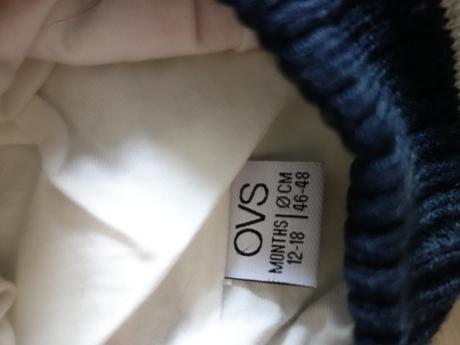 OVS
MONTHS | Ø CM
12-18 | 46-48